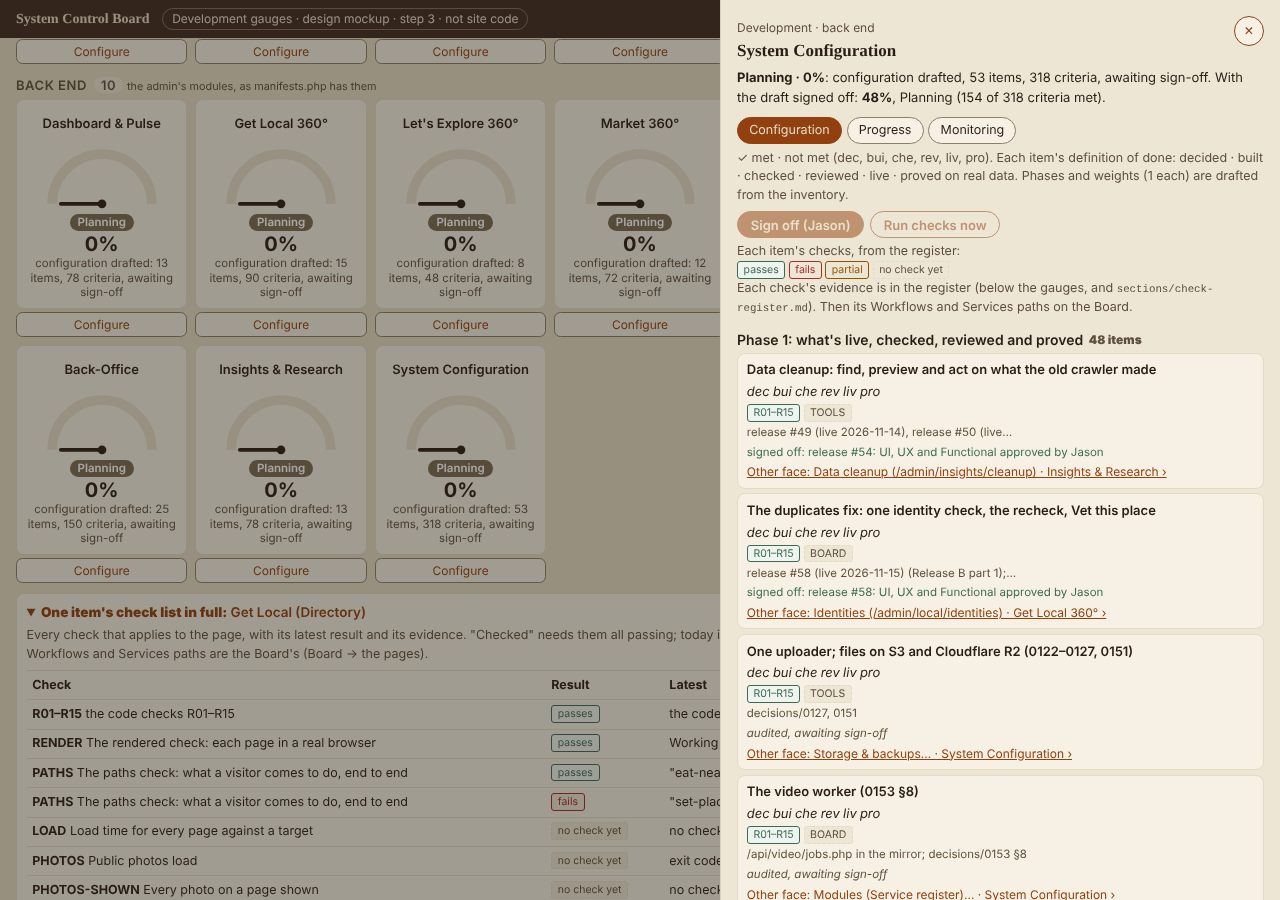 System Control Board
Development gauges · design mockup · step 3 · not site code
Configure
Configure
Configure
Configure
BACK END 10 the admin's modules, as manifests.php has them
Dashboard & Pulse
Planning
0%
configuration drafted: 13
items, 78 criteria, awaiting
sign-off
Configure
Get Local 360°
Planning
0%
configuration drafted: 15
items, 90 criteria, awaiting
sign-off
Configure
Let's Explore 360°
Planning
0%
configuration drafted: 8
items, 48 criteria, awaiting
sign-off
Configure
Market 360°
Planning
0%
configuration drafted: 12
items, 72 criteria, awaiting
sign-off
Configure
Back-Office
Planning
0%
configuration drafted: 25
items, 150 criteria, awaiting
sign-off
Configure
Insights & Research
Planning
0%
configuration drafted: 13
items, 78 criteria, awaiting
sign-off
Configure
System Configuration
Planning
0%
configuration drafted: 53
items, 318 criteria, awaiting
sign-off
Configure
▼ One item's check list in full: Get Local (Directory)
Every check that applies to the page, with its latest result and its evidence. "Checked" needs them all passing; today i
Workflows and Services paths are the Board's (Board → the pages).
Check Result Latest
R01–R15 the code checks R01–R15 passes the code
RENDER The rendered check: each page in a real browser passes Working
PATHS The paths check: what a visitor comes to do, end to end passes "eat-nea
PATHS The paths check: what a visitor comes to do, end to end fails "set-plac
LOAD Load time for every page against a target no check yet no check
PHOTOS Public photos load no check yet exit code
PHOTOS-SHOWN Every photo on a page shown no check yet no check
Development · back end
×
System Configuration
Planning · 0%: configuration drafted, 53 items, 318 criteria, awaiting sign-off. With
the draft signed off: 48%, Planning (154 of 318 criteria met).
Configuration Progress Monitoring
✓ met · not met (dec, bui, che, rev, liv, pro). Each item's definition of done: decided · built
· checked · reviewed · live · proved on real data. Phases and weights (1 each) are drafted
from the inventory.
Sign off (Jason) Run checks now
Each item's checks, from the register:
passes fails partial no check yet
Each check's evidence is in the register (below the gauges, and sections/check-
register.md). Then its Workflows and Services paths on the Board.
Phase 1: what's live, checked, reviewed and proved 48 items
Data cleanup: find, preview and act on what the old crawler made
dec bui che rev liv pro
R01–R15 TOOLS
release #49 (live 2026-11-14), release #50 (live...
signed off: release #54: UI, UX and Functional approved by Jason
Other face: Data cleanup (/admin/insights/cleanup) · Insights & Research ›
The duplicates fix: one identity check, the recheck, Vet this place
dec bui che rev liv pro
R01–R15 BOARD
release #58 (live 2026-11-15) (Release B part 1);...
signed off: release #58: UI, UX and Functional approved by Jason
Other face: Identities (/admin/local/identities) · Get Local 360° ›
One uploader; files on S3 and Cloudflare R2 (0122–0127, 0151)
dec bui che rev liv pro
R01–R15 TOOLS
decisions/0127, 0151
audited, awaiting sign-off
Other face: Storage & backups... · System Configuration ›
The video worker (0153 §8)
dec bui che rev liv pro
R01–R15 BOARD
/api/video/jobs.php in the mirror; decisions/0153 §8
audited, awaiting sign-off
Other face: Modules (Service register)... · System Configuration ›